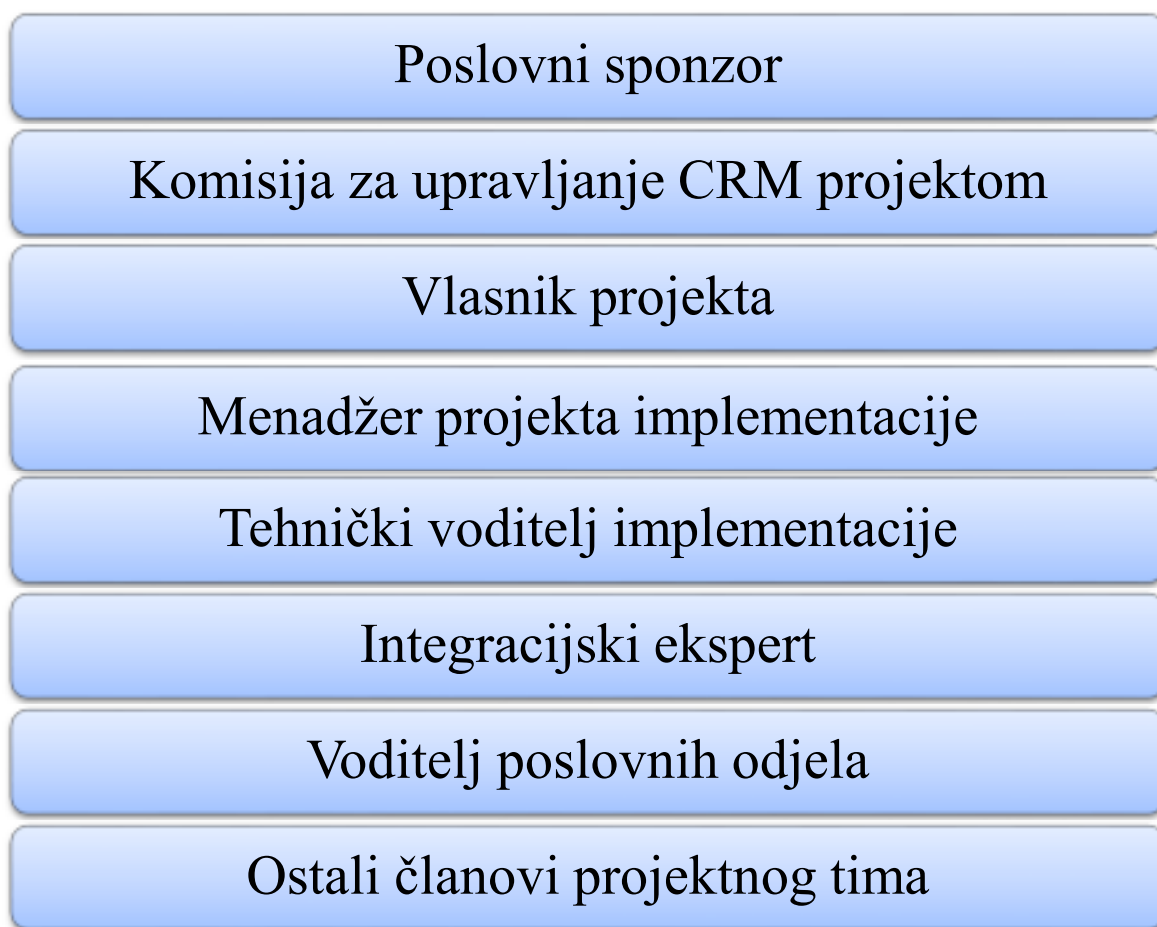 Poslovni sponzor
Komisija za upravljanje CRM projektom
Vlasnik projekta
Menadžer projekta implementacije
Tehnički voditelj implementacije
Integracijski ekspert
Voditelj poslovnih odjela
Ostali članovi projektnog tima